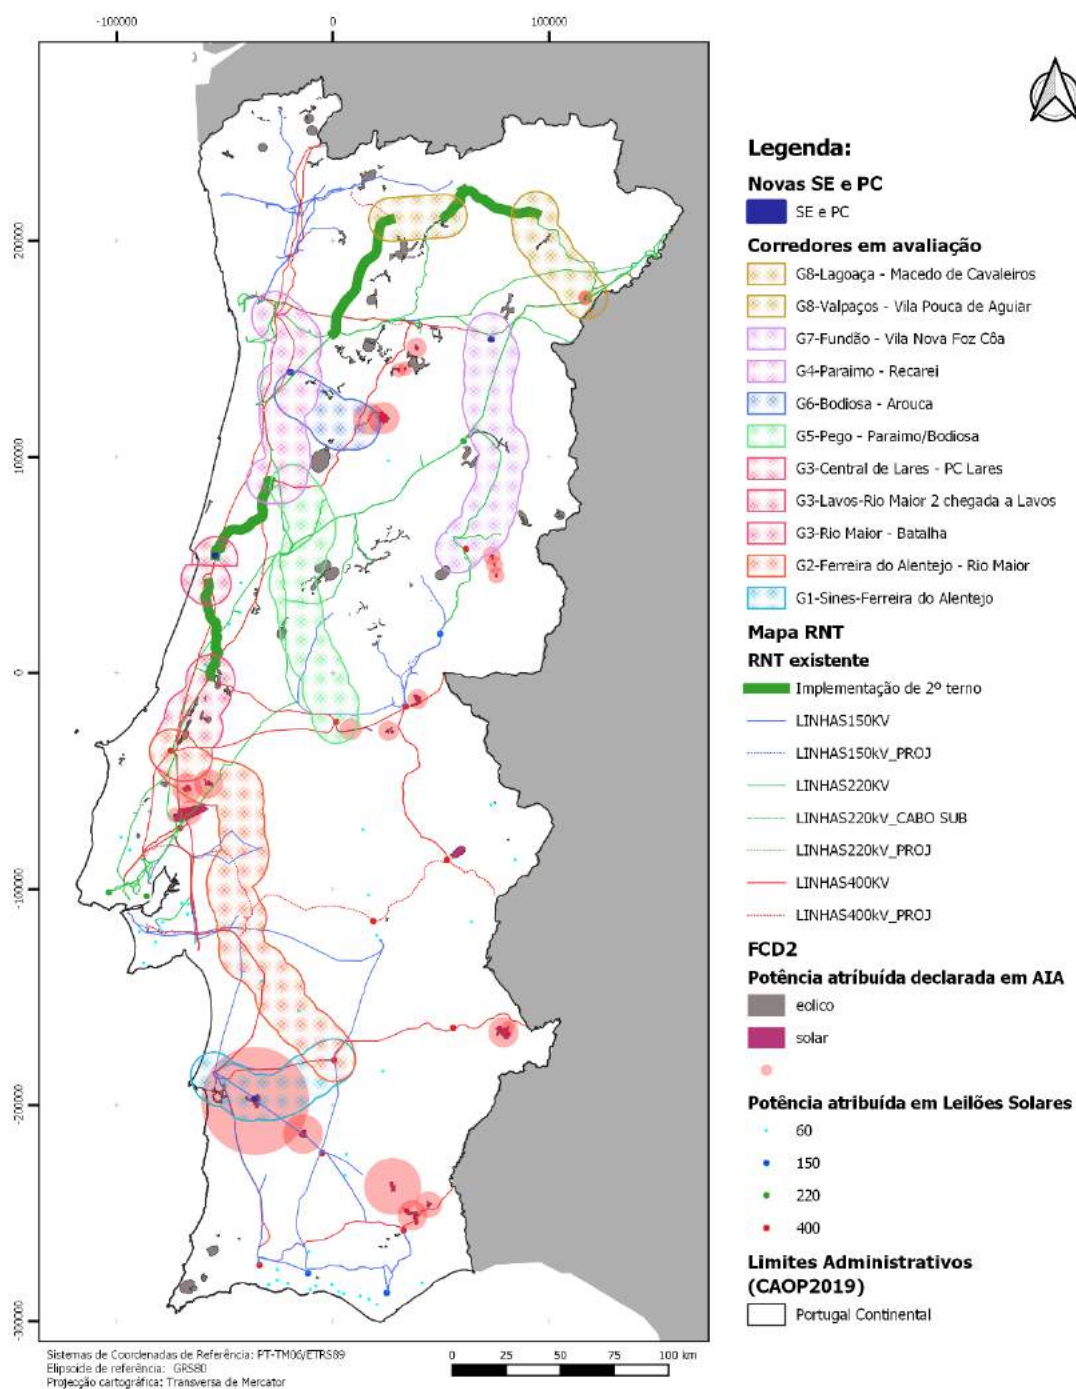 -100000
0
100000
200000
100000
0
-100000
-200000
-300000
Legenda:
Novas SE e PC
SE e PC
Corredores em avaliação
G8-Lagoaça - Macedo de Cavaleiros
G8-Valpaços - Vila Pouca de Aguiar
G7-Fundão - Vila Nova Foz Côa
G4-Paraimo - Recarei
G6-Bodiosa - Arouca
G5-Pego - Paraimo/Bodiosa
G3-Central de Lares - PC Lares
G3-Lavos-Rio Maior 2 chegada a Lavos
G3-Rio Maior - Batalha
G2-Ferreira do Alentejo - Rio Maior
G1-Sines-Ferreira do Alentejo
Mapa RNT
RNT existente
Implementação de 2º terno
LINHAS150KV
LINHAS150kV_PROJ
LINHAS220KV
LINHAS220kV_CABO SUB
LINHAS220kV_PROJ
LINHAS400KV
LINHAS400kV_PROJ
FCD2
Potência atríbuída declarada em AIA
eolico
solar
Potência atribuída em Leilões Solares
60
150
220
400
Limites Administrativos
(CAOP2019)
Portugal Continental
Sistemas de Coordenadas de Referência: PT-TM06/ETRS89
Elipsoide de referência: GRS80
Projecção cartográfica: Transversa de Mercator
0 25 50 75 100 km